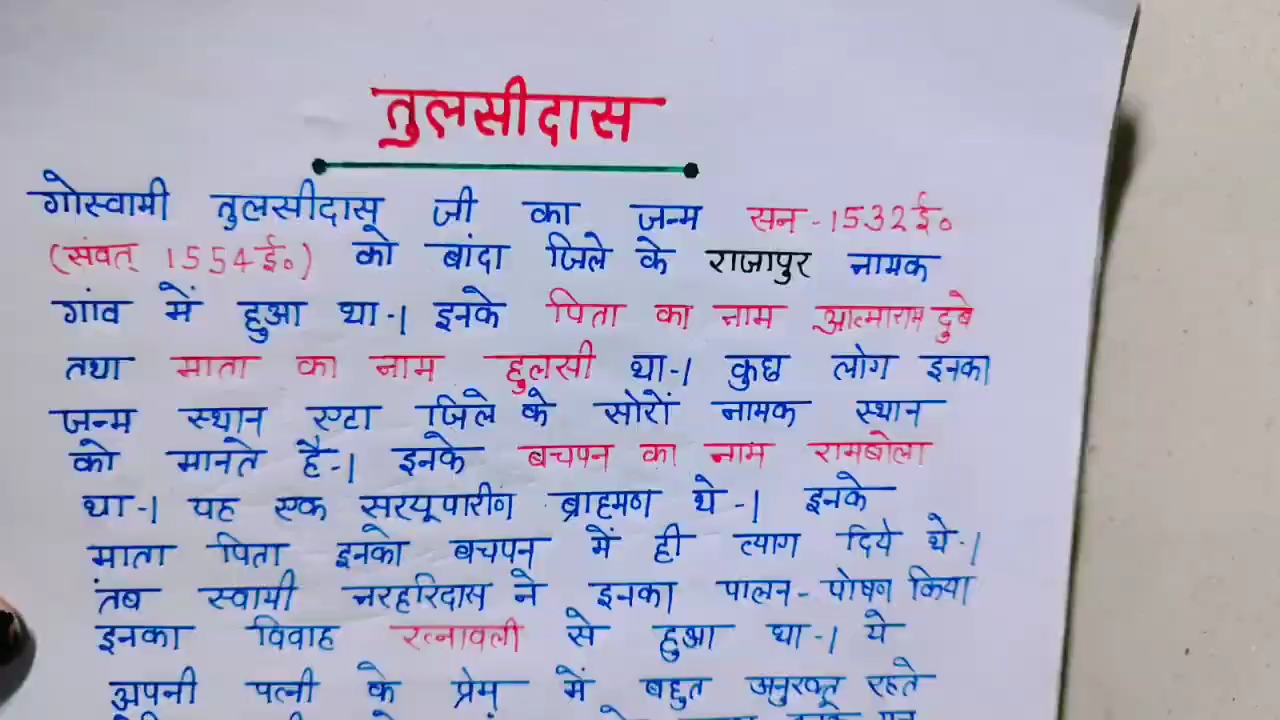 तुलसीदास
गोस्वामी तुलसीदास जी का जन्म सन -1532ई०
(संवत् 1554ई०) को बांदा जिले के राजापुर नामक
गांव में हुआ था-। इनके पिता का नाम आत्माराम दुबे
तथा माता का नाम हुलसी था-। कुछ लोग इनका
जन्म स्थान एटा जिले के सोरों नामक स्थान
को मानते है-। इनके बचपन का नाम रामबोला
था-। यह एक सरयूपारीण ब्राहमण थे -। इनके
माता पिता इनको बचपन में ही त्याग दिये थे-।
तब स्वामी नरहरिदास ने इनका पालन- पोषण किया
इनका विवाह रत्नावली से हुआ था-। ये
अपनी पत्नी के प्रेम में बहुत अनुरक्त रहते